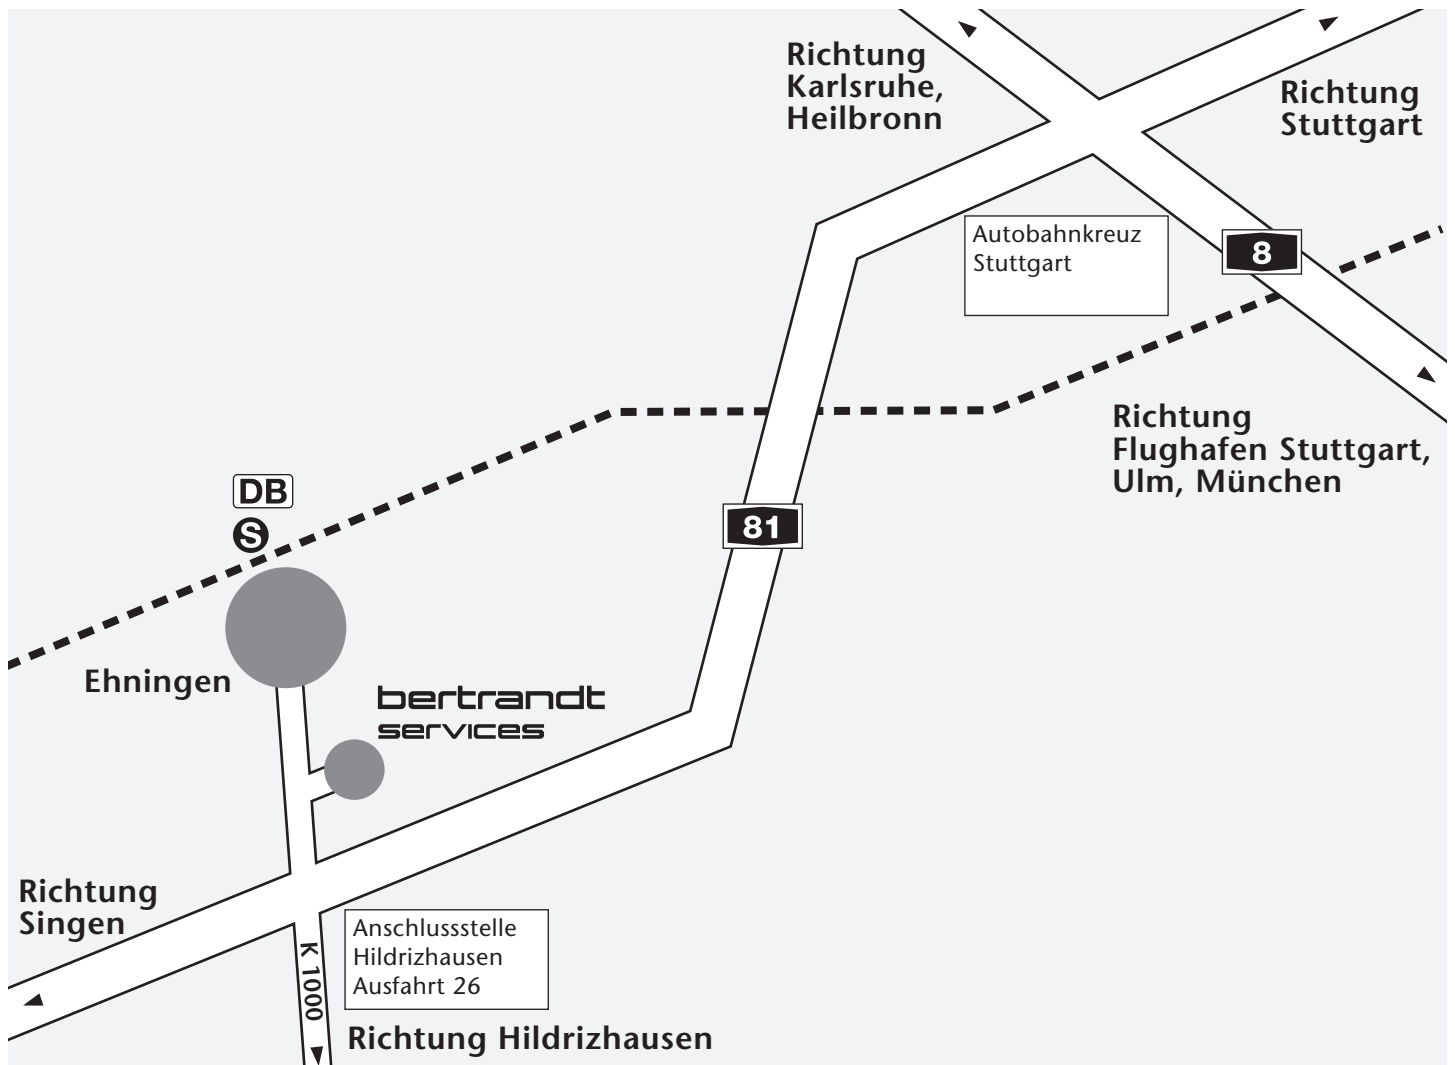 Richtung
Karlsruhe,
Heilbronn
Richtung
Stuttgart
Autobahnkreuz
Stuttgart
8
Richtung
Flughafen Stuttgart,
Ulm, München
DB
S
81
Ehningen
bertrandt
services
Richtung
Singen
Anschlussstelle
Hildrizhausen
Ausfahrt 26
K 1000
Richtung Hildrizhausen